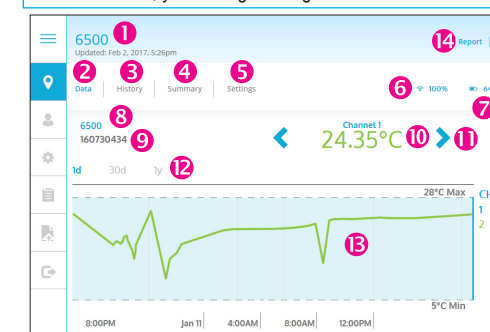 6500 1
Updated: Feb 2, 2017, 5:26pm
14 Report
2 3 4 5
Data History Summary Settings
6 100%
7
6500 8
160730434 9
Channel 1
24.35°C 10 11
1d 30d 1y 12
28°C Max
1
2
13
5°C Min
8:00PM Jan 11 4:00AM 8:00AM 12:00PM